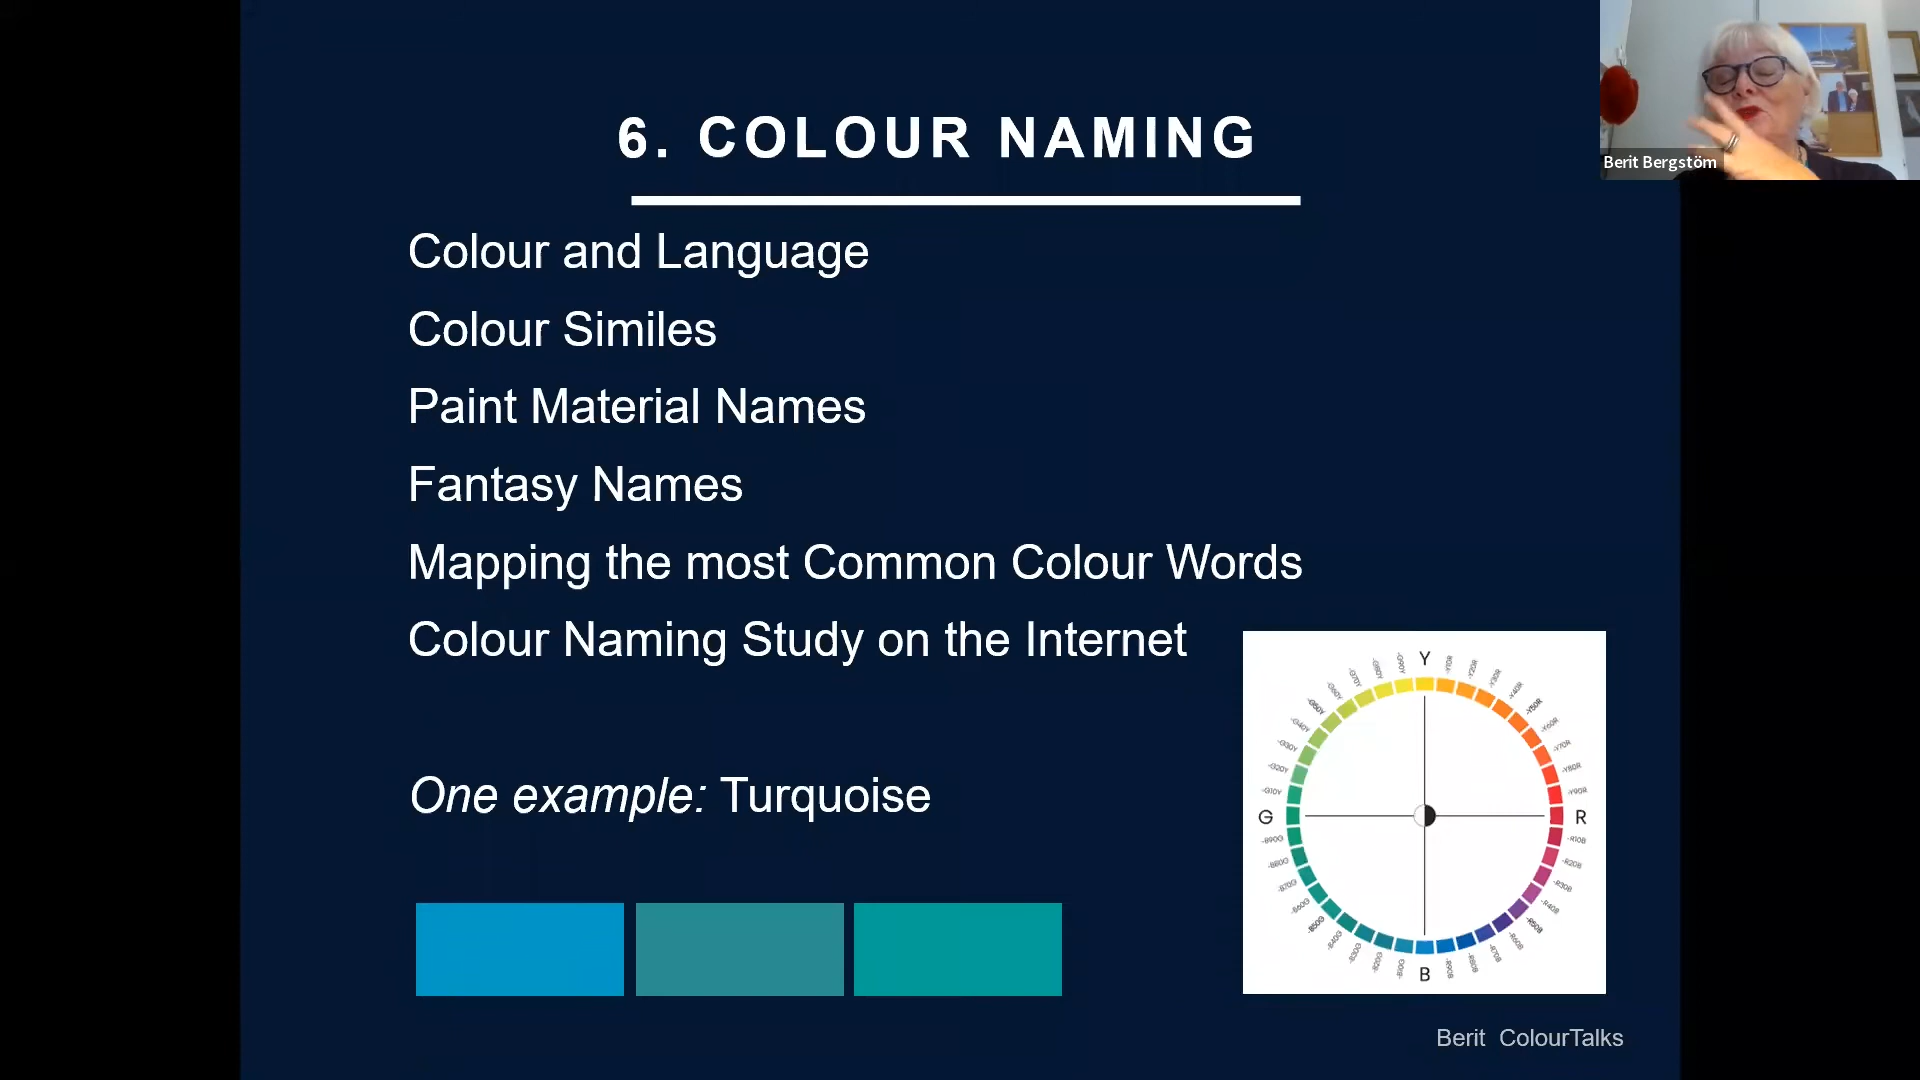 6. COLOUR NAMING
Berit Bergstöm
Colour and Language
Colour Similes
Paint Material Names
Fantasy Names
Mapping the most Common Colour Words
Colour Naming Study on the Internet
One example: Turquoise
Y
G
R
B
Berit ColourTalks